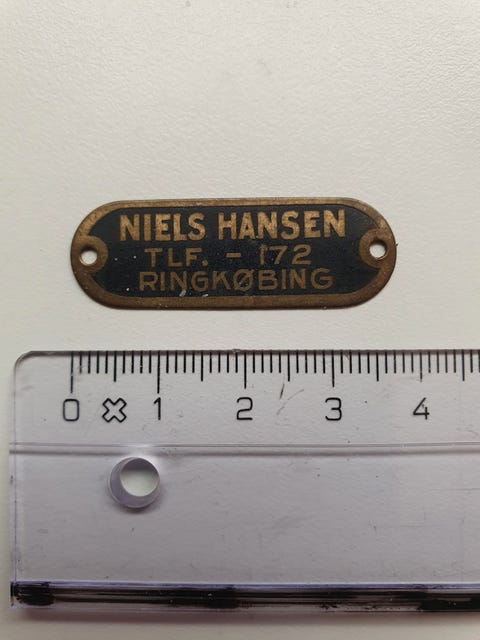 NIELS HANSEN
TLF. - 172
RINGKØBING
0 1 2 3 4